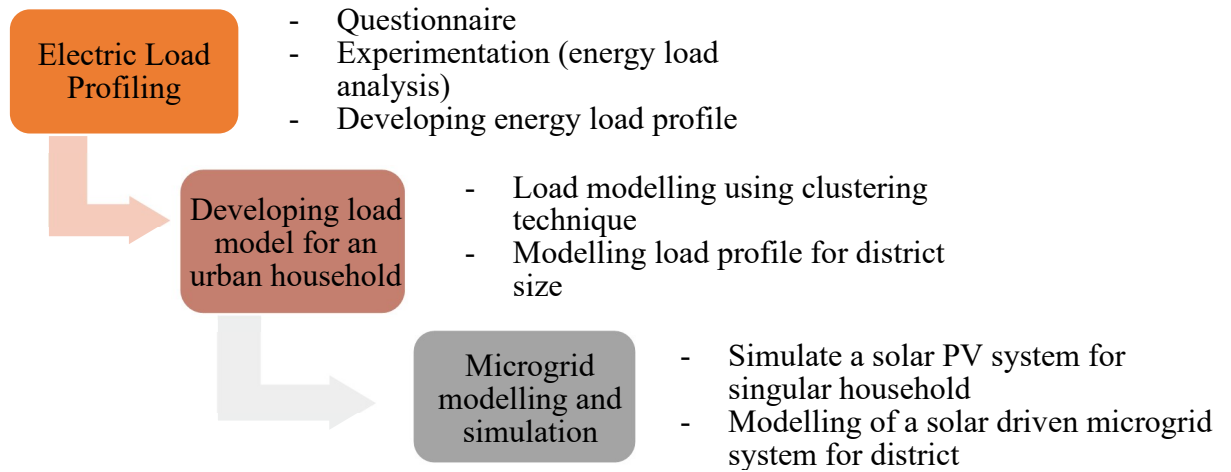 Electric Load
Profiling
- Questionnaire
- Experimentation (energy load
analysis)
- Developing energy load profile
Developing load
model for an
urban household
- Load modelling using clustering
technique
- Modelling load profile for district
size
Microgrid
modelling and
simulation
- Simulate a solar PV system for
singular household
- Modelling of a solar driven microgrid
system for district